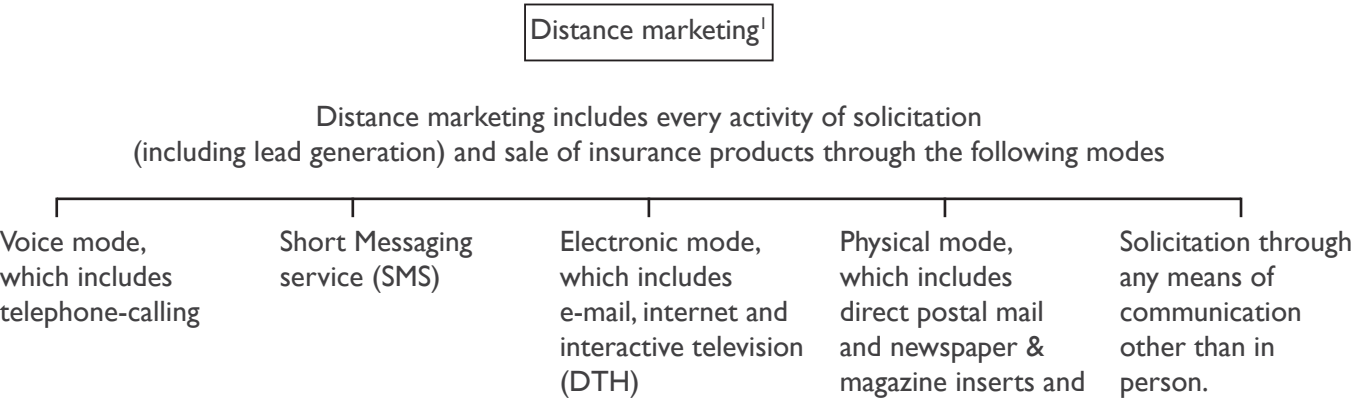 Distance marketing¹
Distance marketing includes every activity of solicitation
(including lead generation) and sale of insurance products through the following modes
Voice mode,
which includes
telephone-calling
Short Messaging
service (SMS)
Electronic mode,
which includes
e-mail, internet and
interactive television
(DTH)
Physical mode,
which includes
direct postal mail
and newspaper &
magazine inserts and
Solicitation through
any means of
communication
other than in
person.